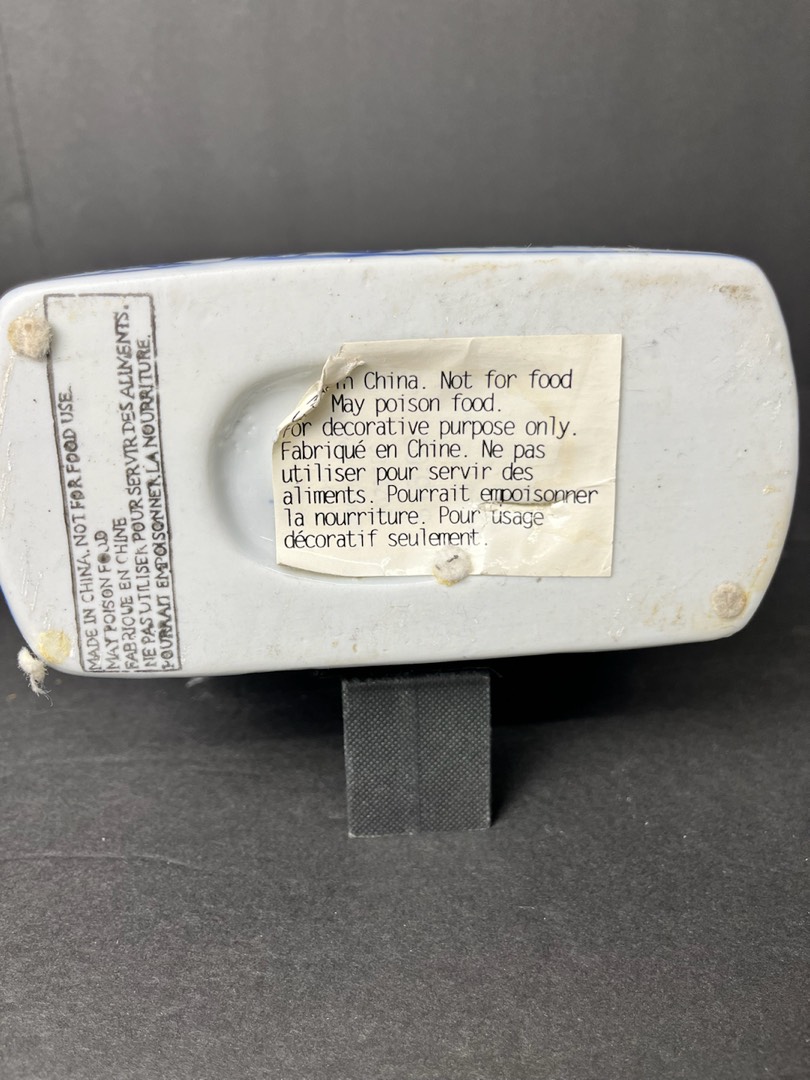 MADE IN CHINA. NOT FOR FOOD USE.
MAY POISON FOOD
FABRIQUE EN CHINE
NE PAS UTILISER POUR SERVIR DES ALIMENTS.
POURRAIT EMPOISONNER LA NOURRITURE.
in China. Not for food
May poison food.
For decorative purpose only.
Fabriqué en Chine. Ne pas
utiliser pour servir des
aliments. Pourrait empoisonner
la nourriture. Pour usage
décoratif seulement.